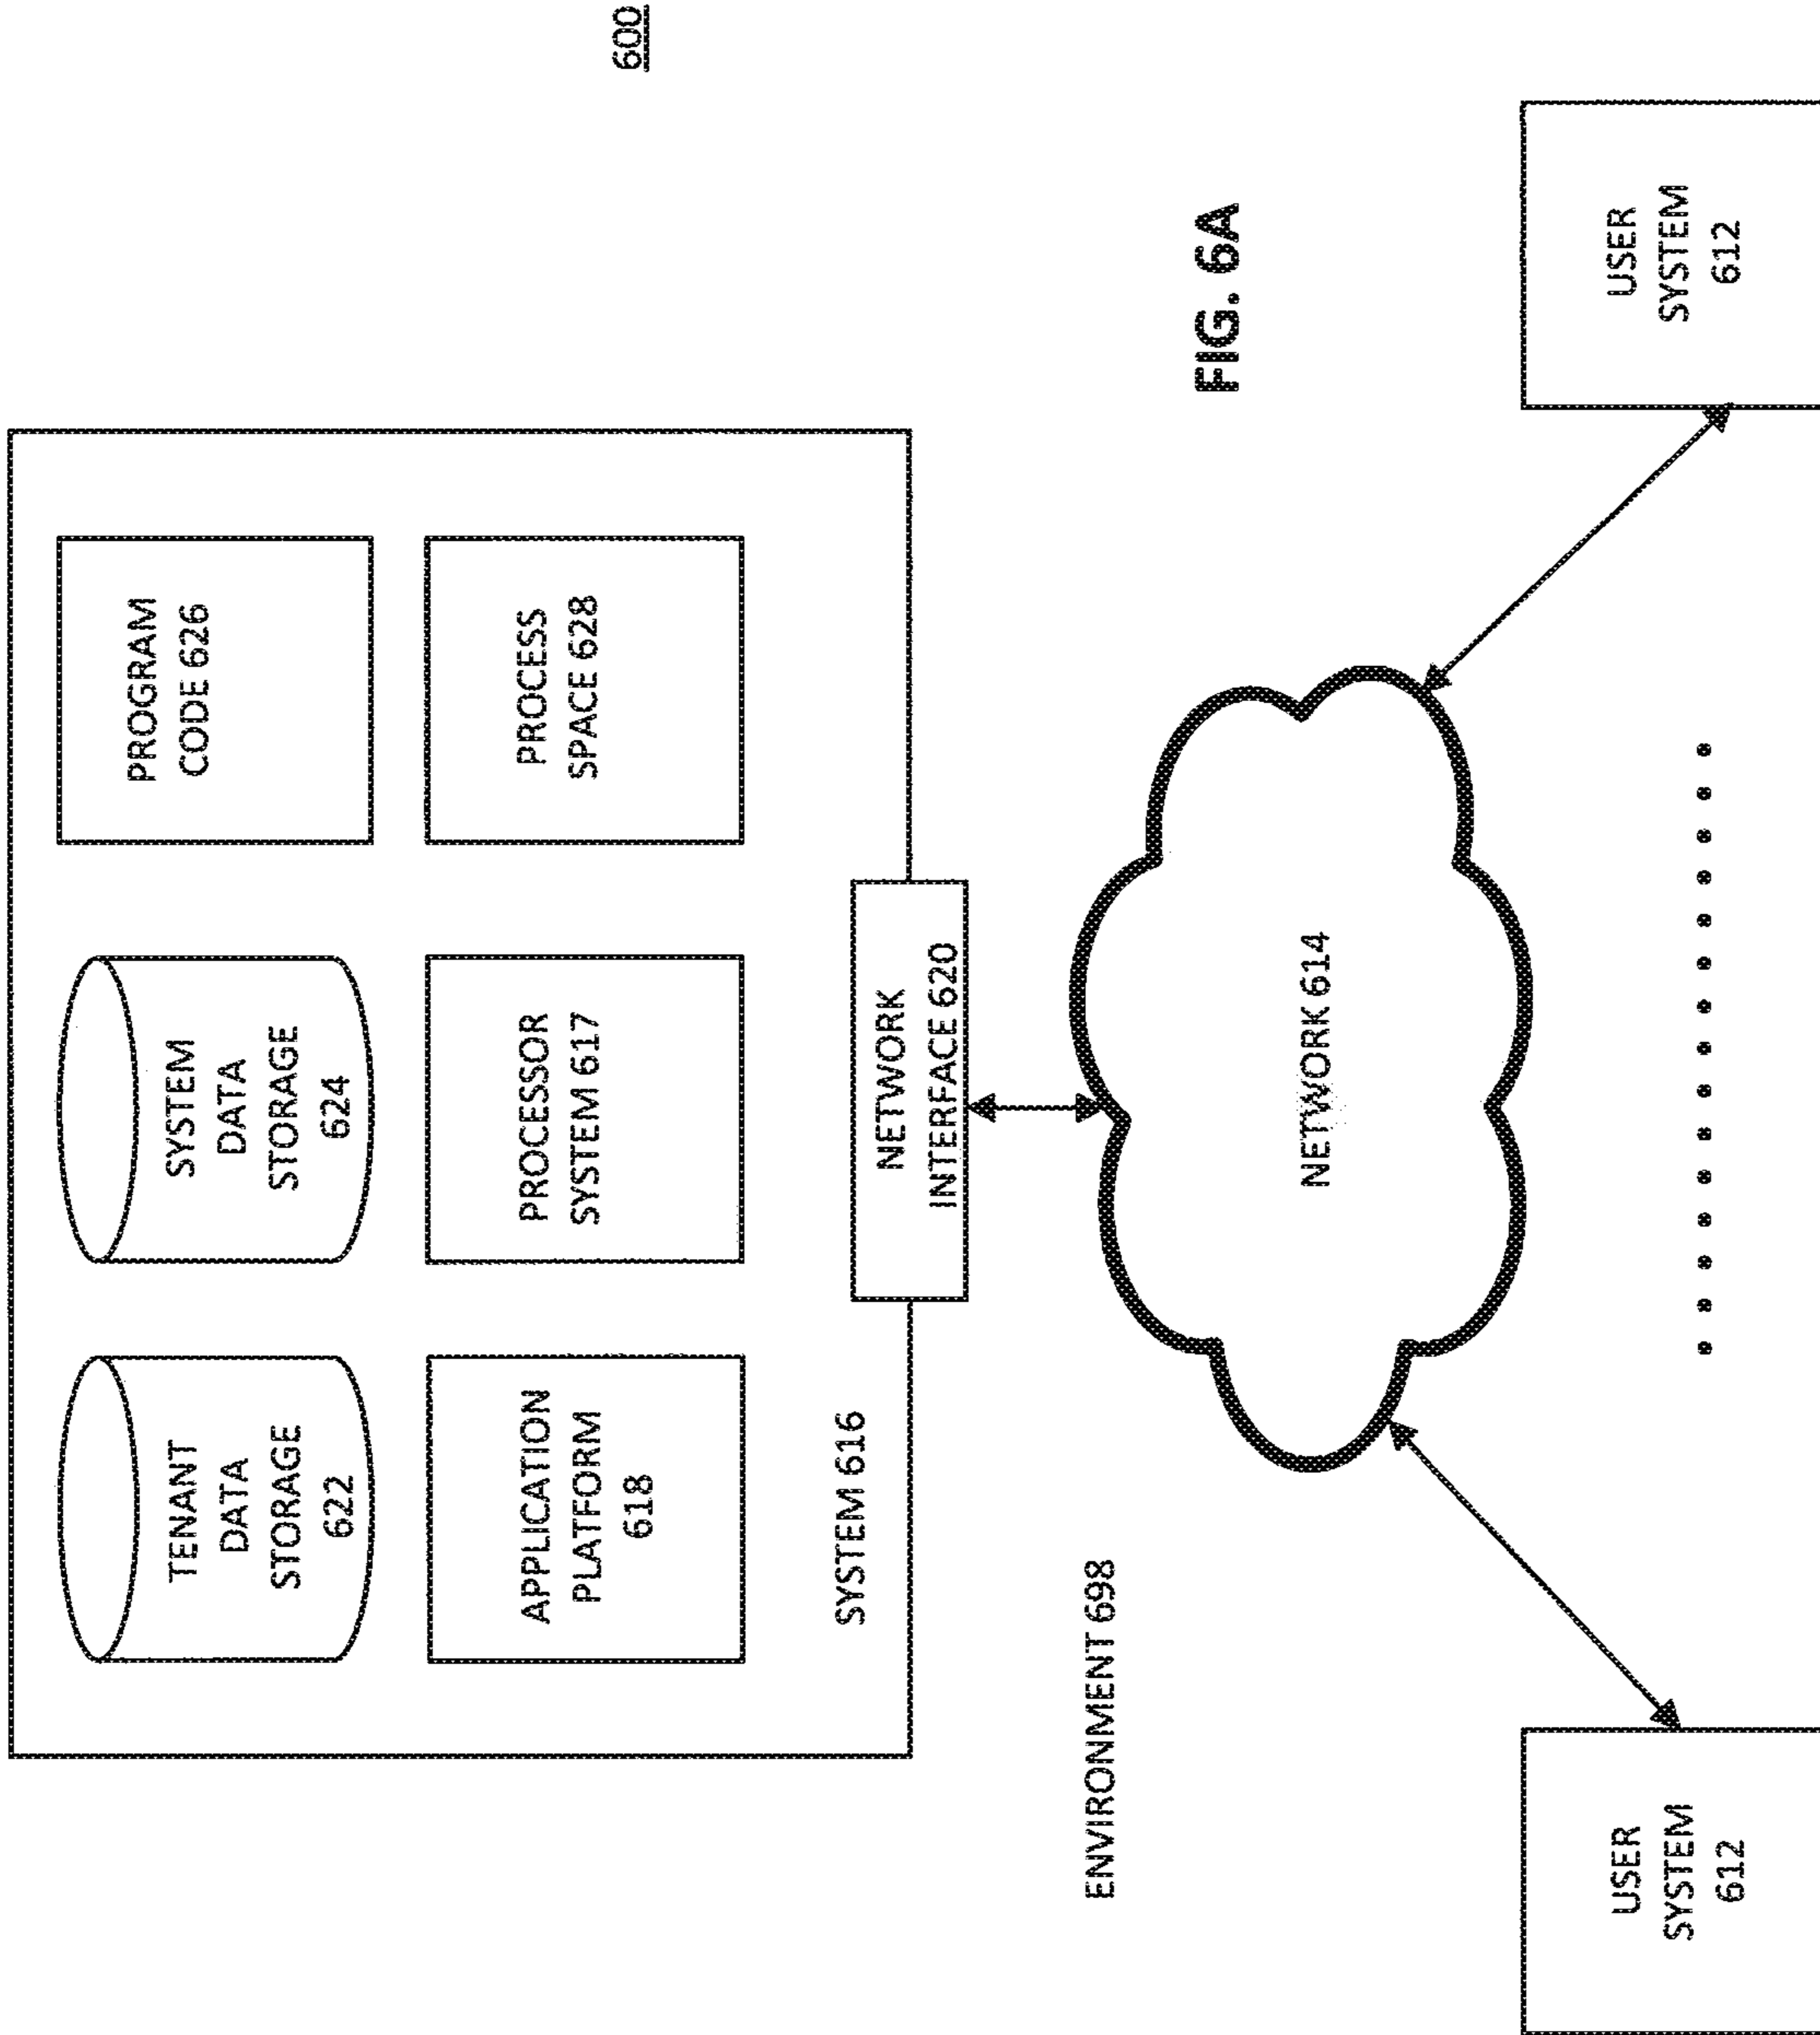 600
TENANT
DATA
STORAGE
622
SYSTEM
DATA
STORAGE
624
PROGRAM
CODE 626
APPLICATION
PLATFORM
618
PROCESSOR
SYSTEM 617
PROCESS
SPACE 628
SYSTEM 616
NETWORK
INTERFACE 620
ENVIRONMENT 698
NETWORK 614
FIG. 6A
USER
SYSTEM
612
USER
SYSTEM
612